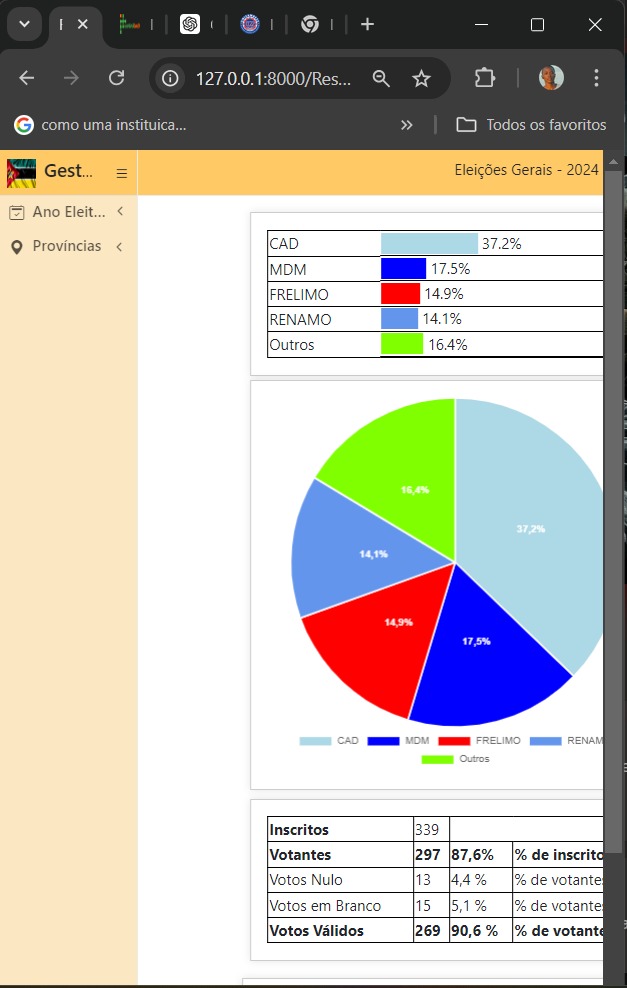 127.0.0.1:8000/Res...
como uma instituica...
Todos os favoritos
Gest...
Eleições Gerais - 2024
Ano Eleit...
Províncias
CAD 37.2%
MDM 17.5%
FRELIMO 14.9%
RENAMO 14.1%
Outros 16.4%
16,4%
37,2%
14,1%
14,9%
17,5%
CAD MDM FRELIMO RENAM
Outros
Inscritos 339
Votantes 297 87,6% % de inscrito
Votos Nulo 13 4,4 % % de votante
Votos em Branco 15 5,1 % % de votante
Votos Válidos 269 90,6 % % de votante